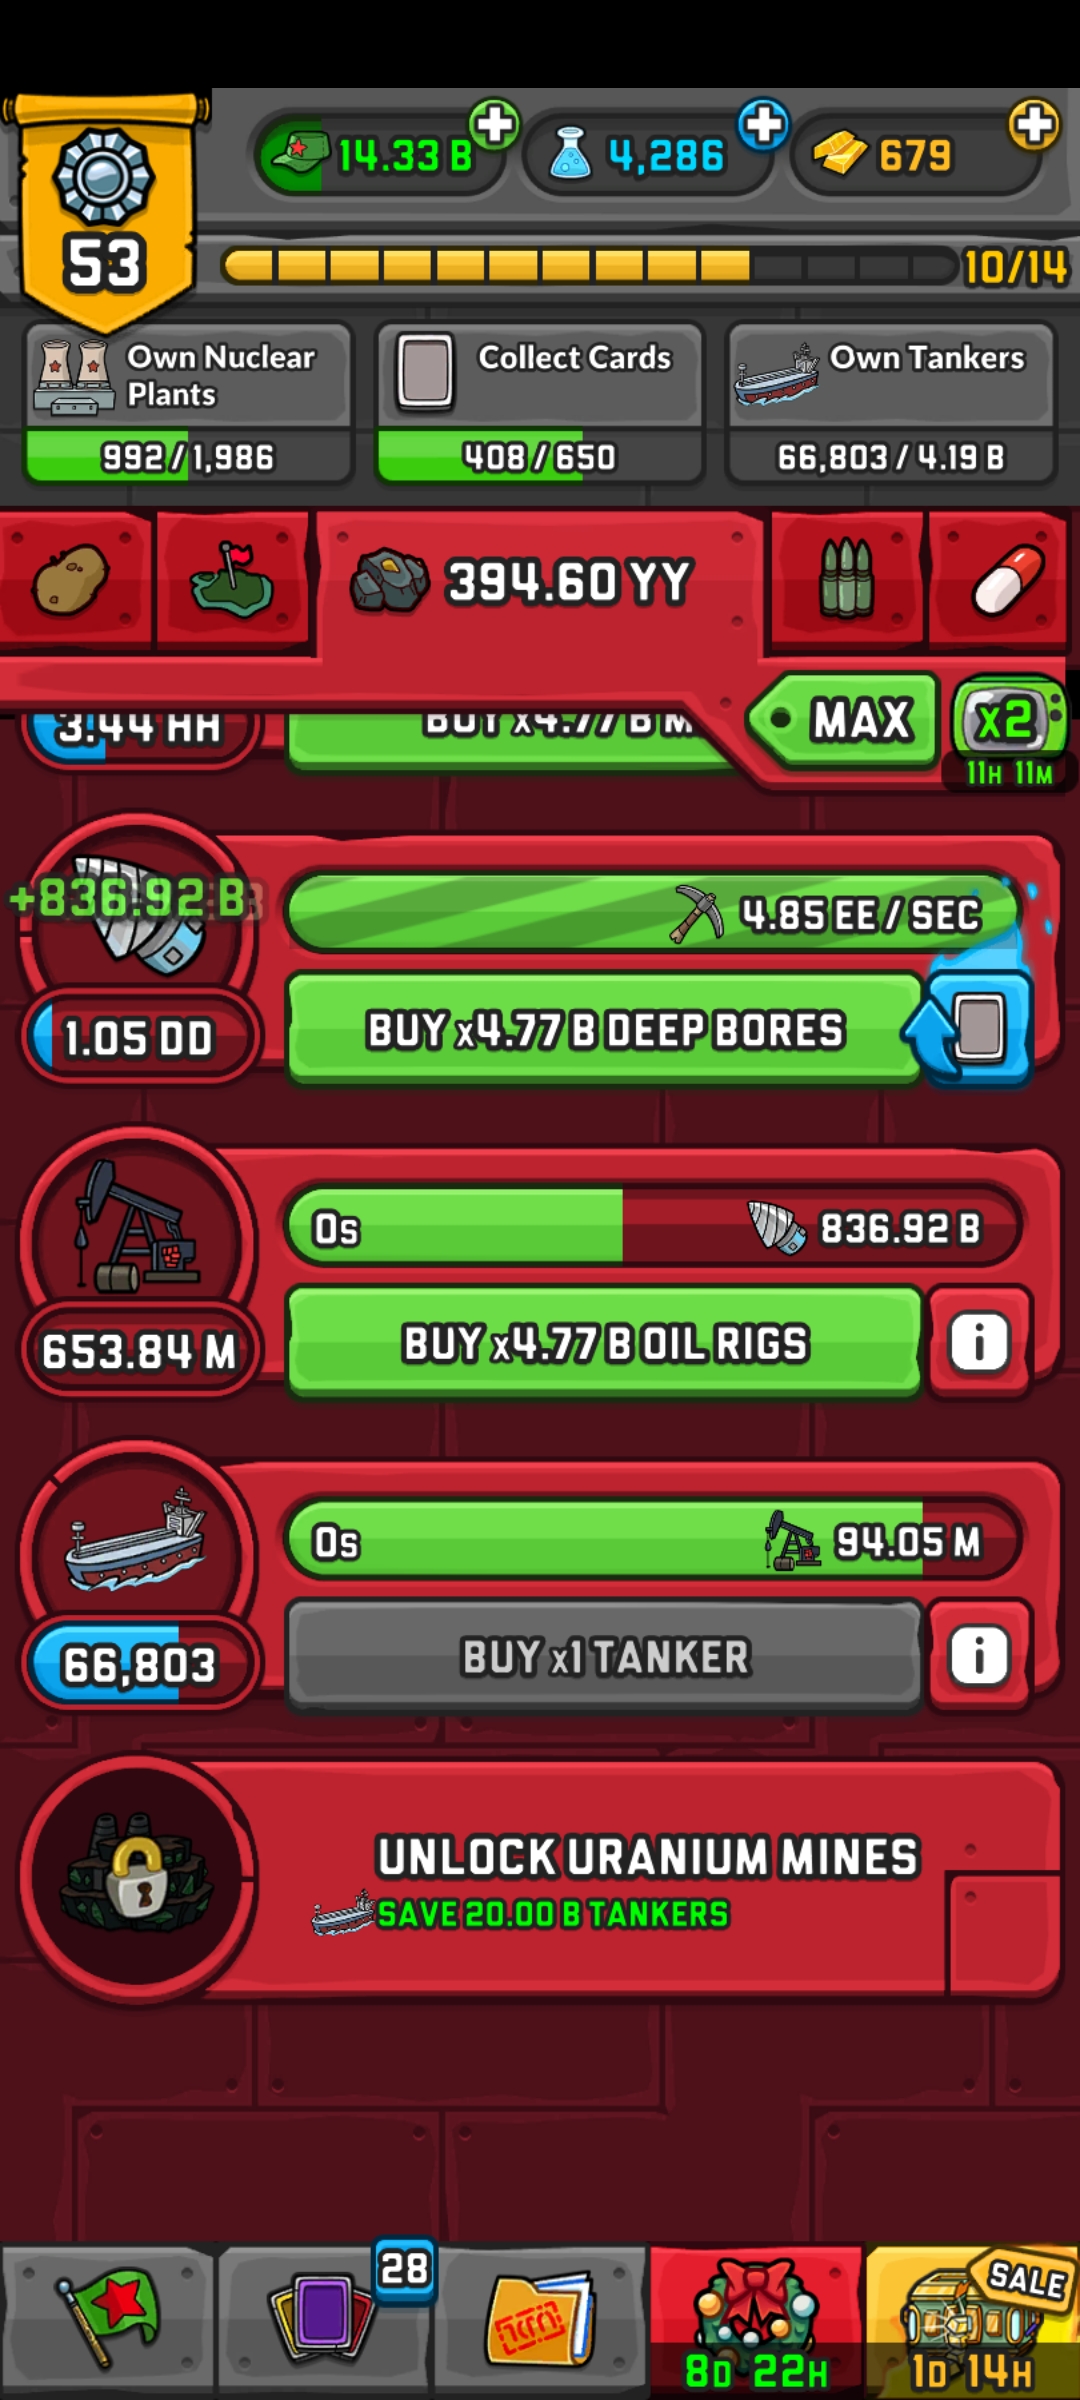 14.33 B
4,286
679
53
10/14
Own Nuclear
Plants
992/1,986
Collect Cards
408/650
Own Tankers
66,803/4.19 B
394.60 YY
3.44 HH
BUY x4.77 B M
MAX
x2
11H 11M
+836.92 B
4.85 EE / SEC
1.05 DD
BUY x4.77 B DEEP BORES
0s
836.92 B
653.84 M
BUY x4.77 B OIL RIGS
i
0s
94.05 M
66,803
BUY x1 TANKER
i
UNLOCK URANIUM MINES
SAVE 20.00 B TANKERS
28
SALE
8D 22H
1D 14H